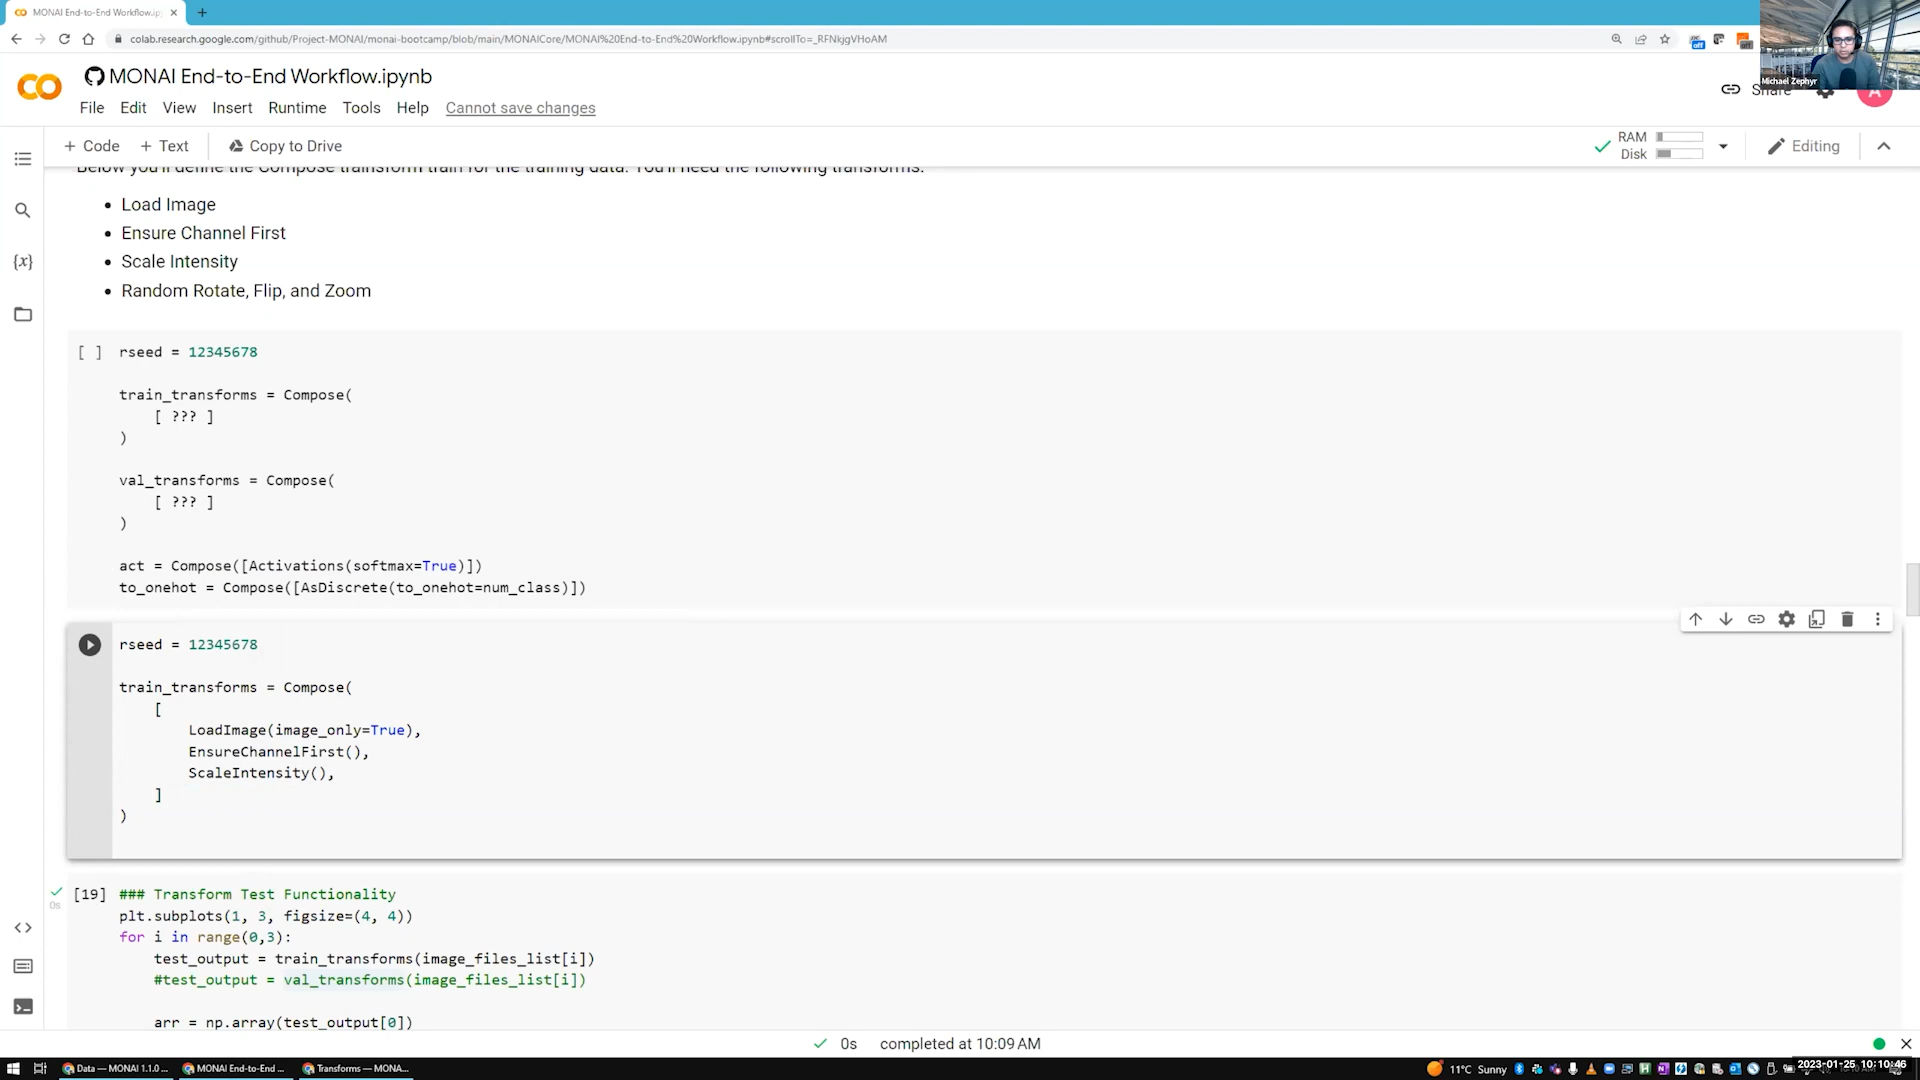 MONAI End-to-End Workflow.ip
colab.research.google.com/github/Project-MONAI/monai-bootcamp/blob/main/MONAICore/MONAI%20End-to-End%20Workflow.ipynb#scrollTo=_RFNkjgVHoAM
Michael Zephyr
MONAI End-to-End Workflow.ipynb
File Edit View Insert Runtime Tools Help Cannot save changes
Share
A
+ Code + Text Copy to Drive
RAM
Disk
Editing
Below you'll define the Compose trainsform train for the training data. You'll need the following transforms:
• Load Image
• Ensure Channel First
• Scale Intensity
• Random Rotate, Flip, and Zoom
[ ] rseed = 12345678
train_transforms = Compose(
[ ??? ]
)
val_transforms = Compose(
[ ??? ]
)
act = Compose([Activations(softmax=True)])
to_onehot = Compose([AsDiscrete(to_onehot=num_class)])
rseed = 12345678
train_transforms = Compose(
[
LoadImage(image_only=True),
EnsureChannelFirst(),
ScaleIntensity(),
]
)
0s
[19] ### Transform Test Functionality
plt.subplots(1, 3, figsize=(4, 4))
for i in range(0,3):
test_output = train_transforms(image_files_list[i])
#test_output = val_transforms(image_files_list[i])
arr = np.array(test_output[0])
0s completed at 10:09 AM
Data — MONAI 1.1.0 ... MONAI End-to-End ... Transforms — MONA...
11°C Sunny
2023-01-25 10:10:46